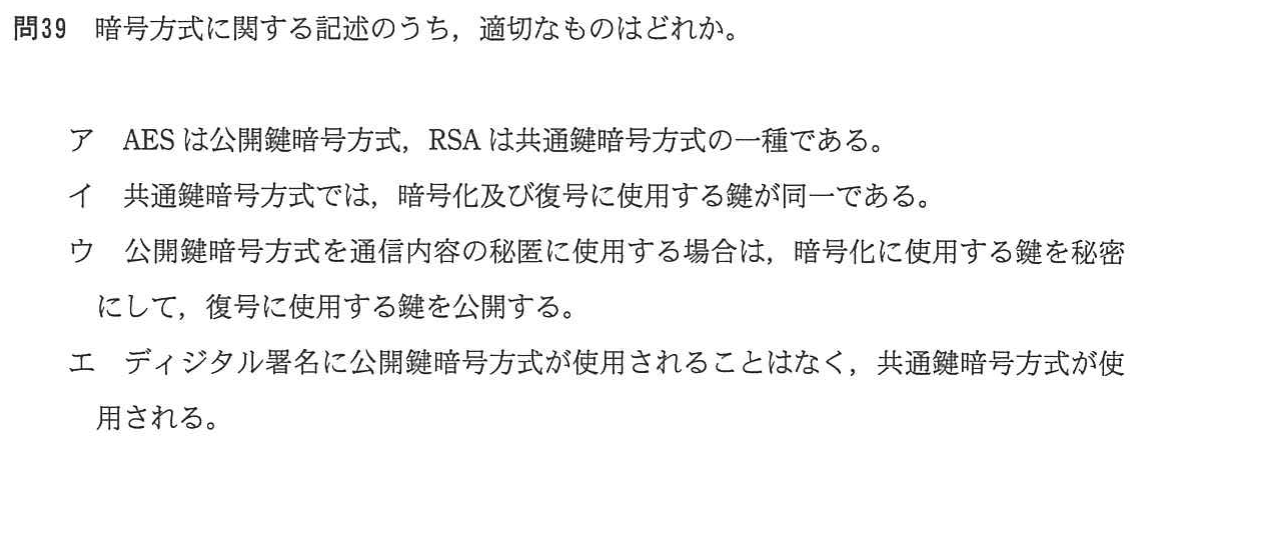 問39 暗号方式に関する記述のうち，適切なものはどれか。
ア AES は公開鍵暗号方式，RSA は共通鍵暗号方式の一種である。
イ 共通鍵暗号方式では，暗号化及び復号に使用する鍵が同一である。
ウ 公開鍵暗号方式を通信内容の秘匿に使用する場合は，暗号化に使用する鍵を秘密
にして，復号に使用する鍵を公開する。
エ ディジタル署名に公開鍵暗号方式が使用されることはなく，共通鍵暗号方式が使
用される。